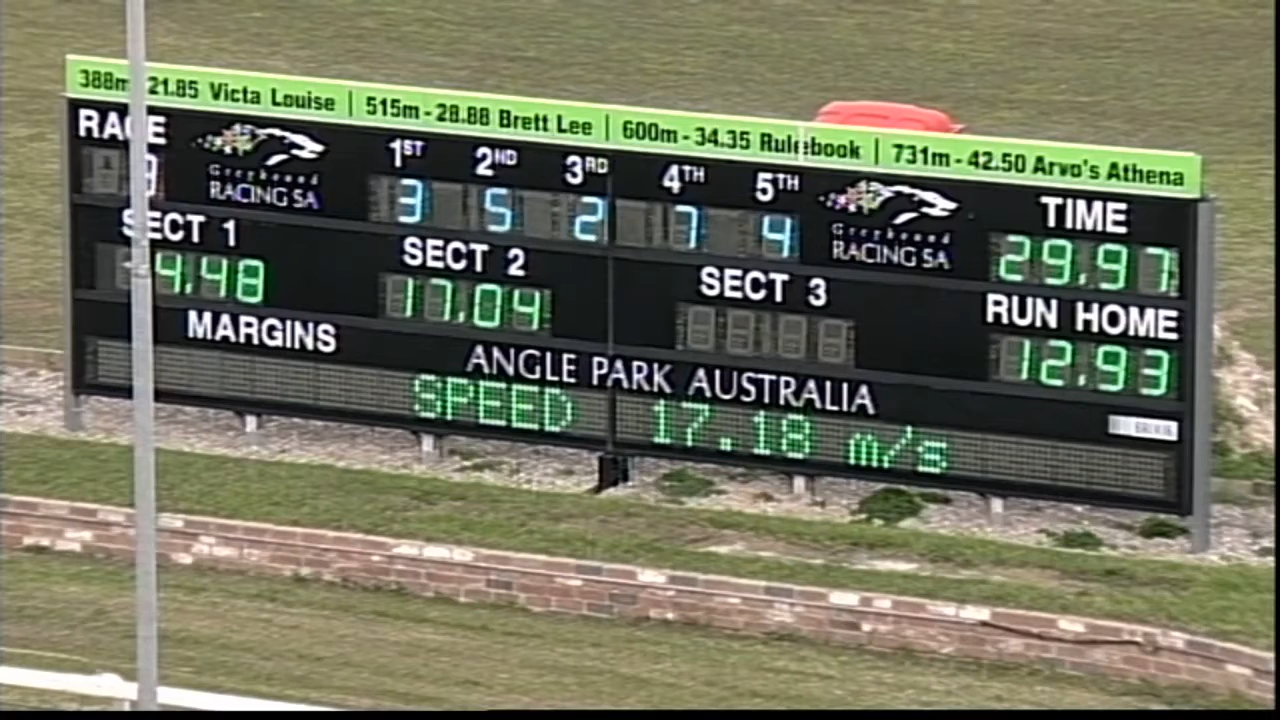 388m 21.85 Victa Louise | 515m - 28.88 Brett Lee | 600m - 34.35 Rulebook | 731m - 42.50 Arvo's Athena
RACE
Greyhound
RACING SA
1ST 2ND 3RD 4TH 5TH
3 5 2 7 4
Greyhound
RACING SA
TIME
29.97
SECT 1
4.48
SECT 2
17.04
SECT 3
RUN HOME
12.93
MARGINS
ANGLE PARK AUSTRALIA
SPEED 17.18 m/s